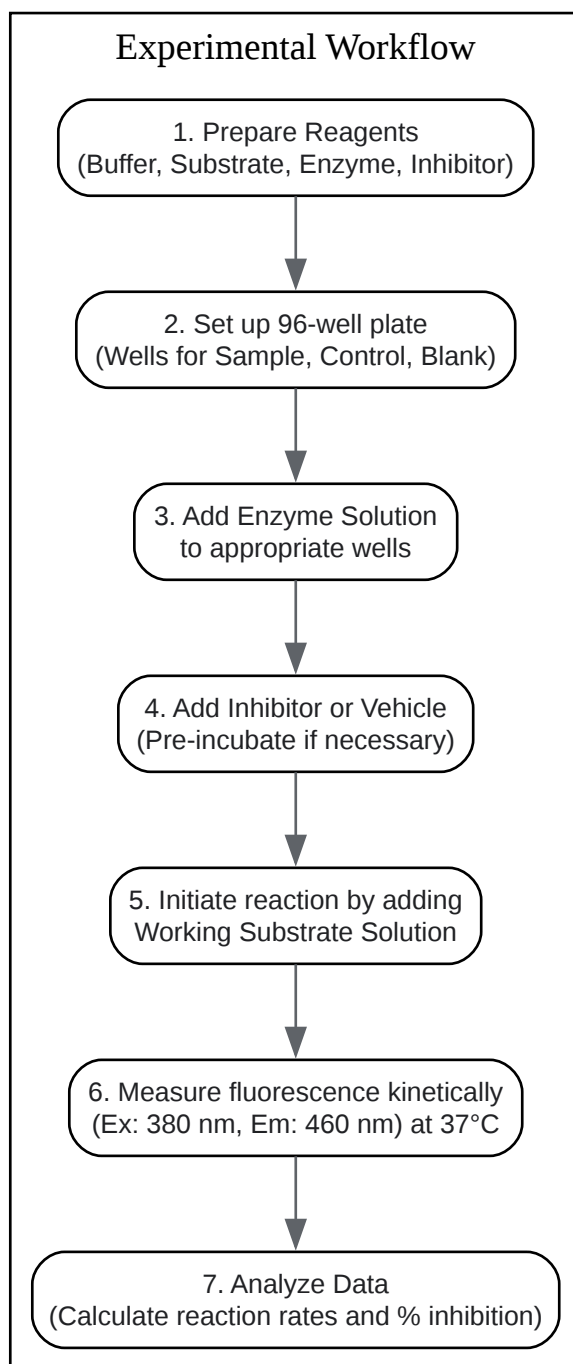 Experimental Workflow
1. Prepare Reagents
(Buffer, Substrate, Enzyme, Inhibitor)
2. Set up 96-well plate
(Wells for Sample, Control, Blank)
3. Add Enzyme Solution
to appropriate wells
4. Add Inhibitor or Vehicle
(Pre-incubate if necessary)
5. Initiate reaction by adding
Working Substrate Solution
6. Measure fluorescence kinetically
(Ex: 380 nm, Em: 460 nm) at 37°C
7. Analyze Data
(Calculate reaction rates and % inhibition)